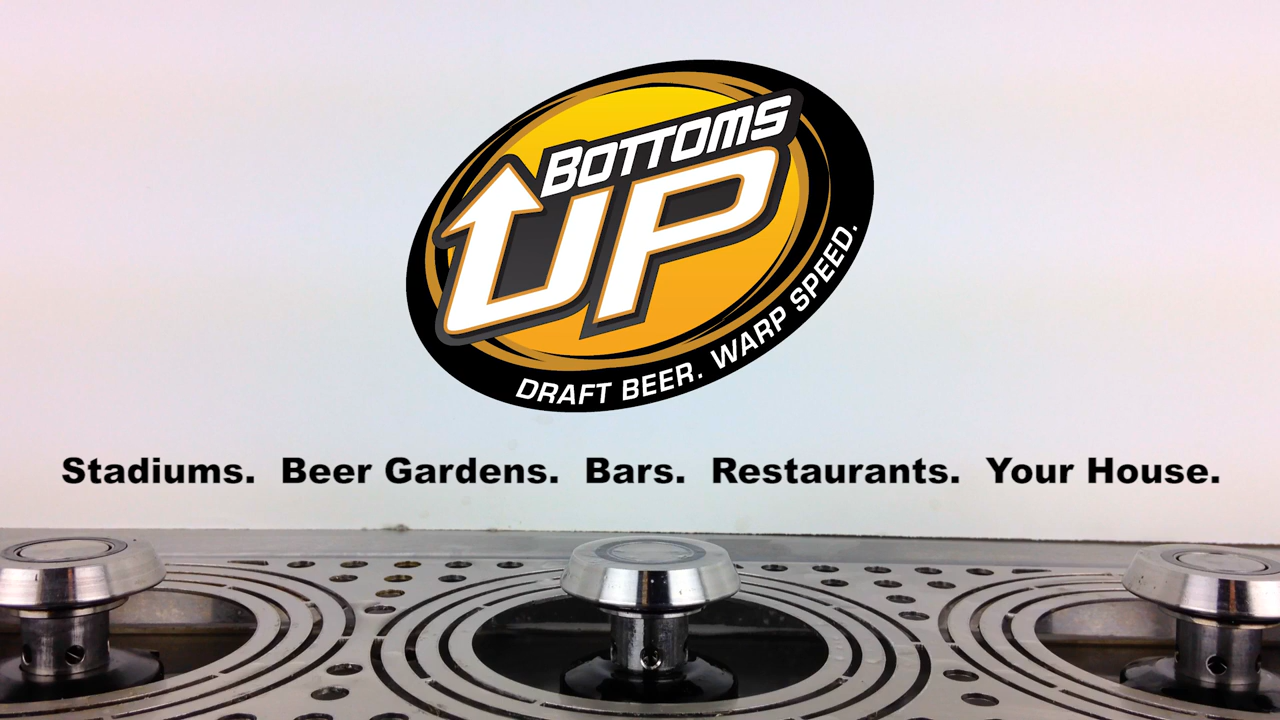 BOTTOMS
UP
DRAFT BEER. WARP SPEED.
Stadiums. Beer Gardens. Bars. Restaurants. Your House.